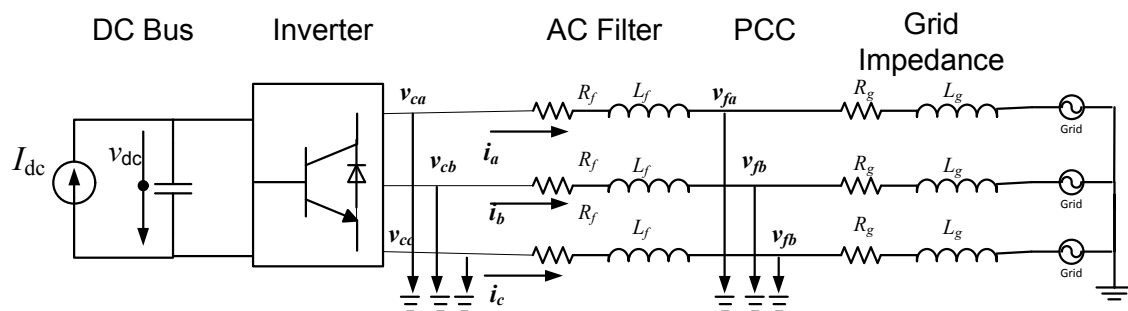 DC Bus
Inverter
AC Filter
PCC
Grid
Impedance
v_ca
R_f
L_f
v_fa
R_g
L_g
Grid
I_dc
v_dc
i_a
v_cb
R_f
L_f
v_fb
R_g
L_g
Grid
i_b
R_f
v_cc
L_f
v_fb
R_g
L_g
Grid
i_c